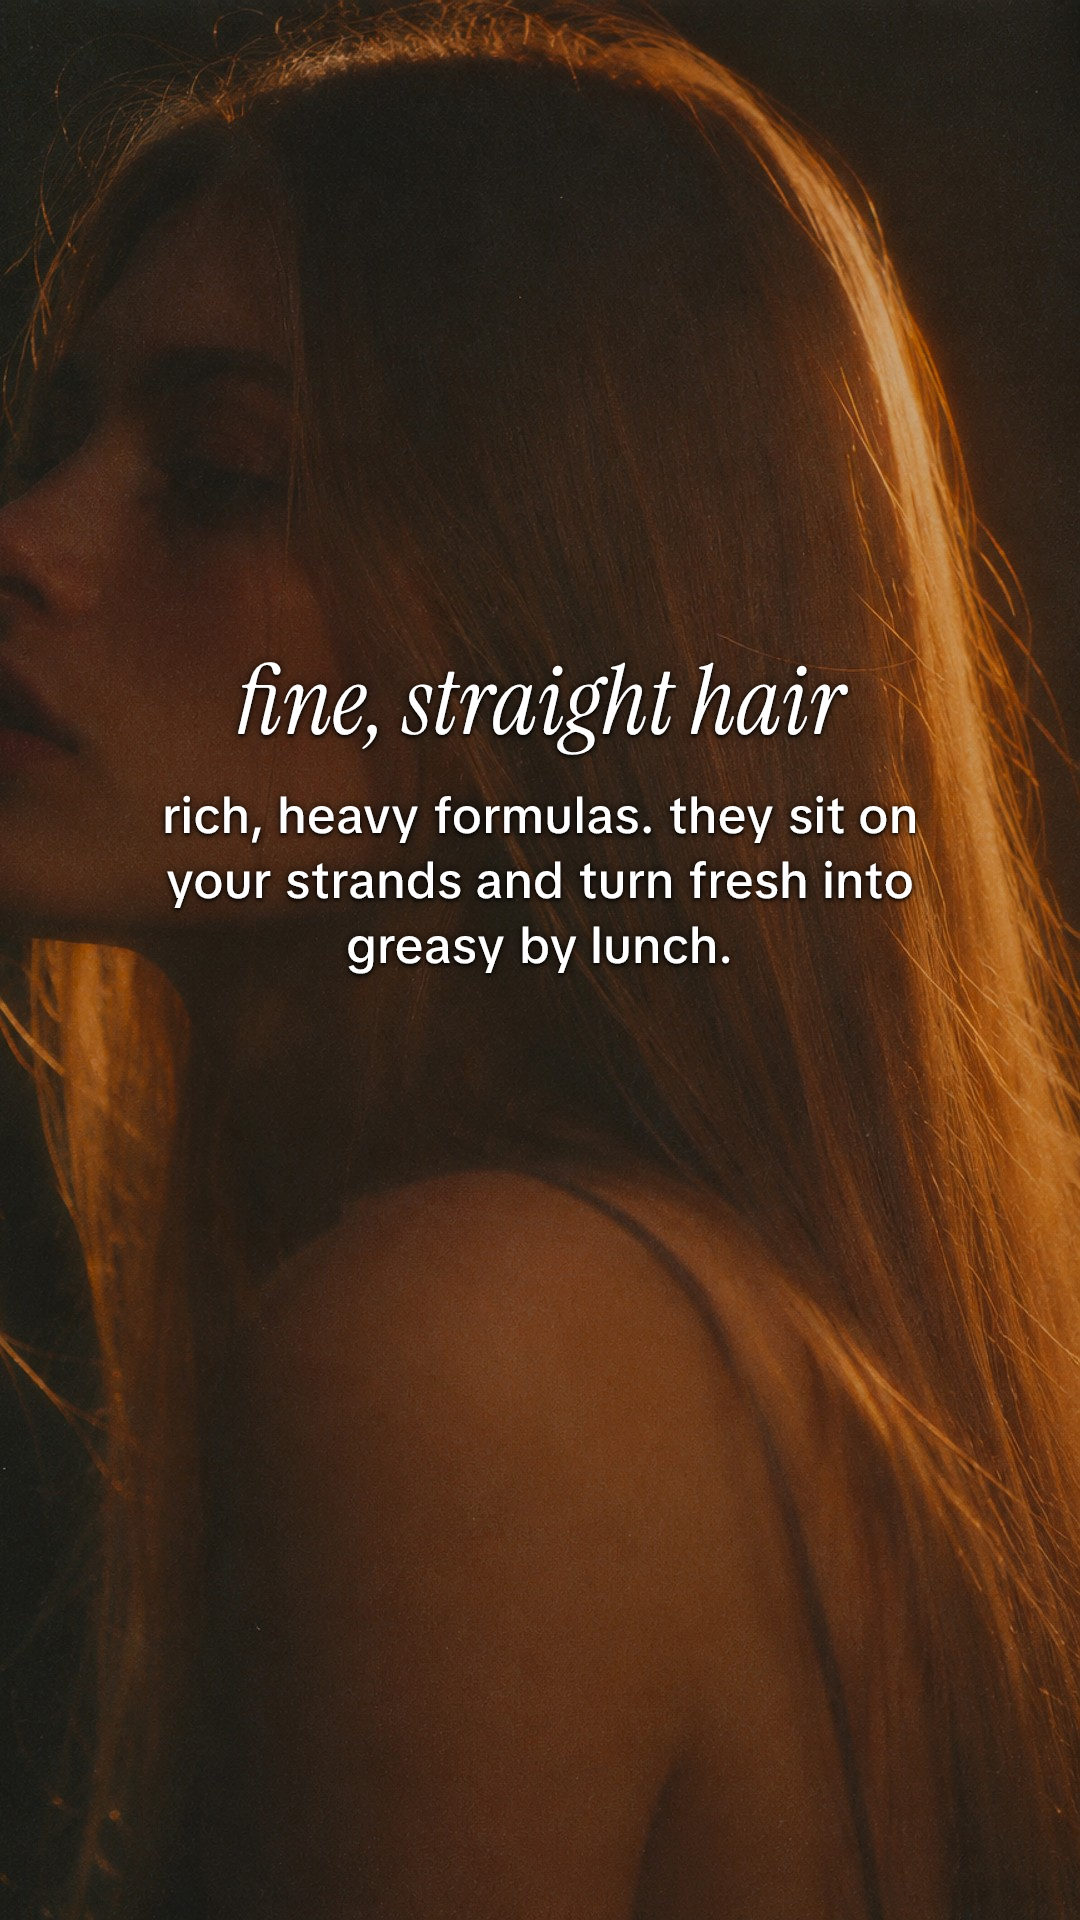 fine, straight hair
rich, heavy formulas. they sit on
your strands and turn fresh into
greasy by lunch.